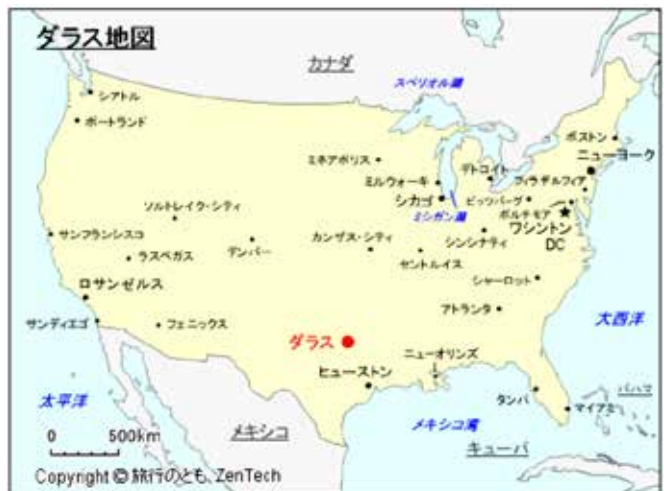 ダラス地図
カナダ
スペリオル湖
シアトル
ポートランド
ボストン
ニューヨーク
ミネアポリス
デトロイト
ミルウォーキ
フィラデルフィア
シカゴ
ピッツバーグ
ミシガン湖
ボルチモア
ワシントン
DC
ソルトレイク・シティ
サンフランシスコ
デンバー
カンザス・シティ
シンシナティ
ラスベガス
セントルイス
ロサンゼルス
シャーロット
アトランタ
サンディエゴ
フェニックス
大西洋
ダラス
ニューオリンズ
ヒューストン
太平洋
タンパ
バハマ
マイアミ
メキシコ
メキシコ湾
キューバ
0 500km
Copyright © 旅行のとも、ZenTech